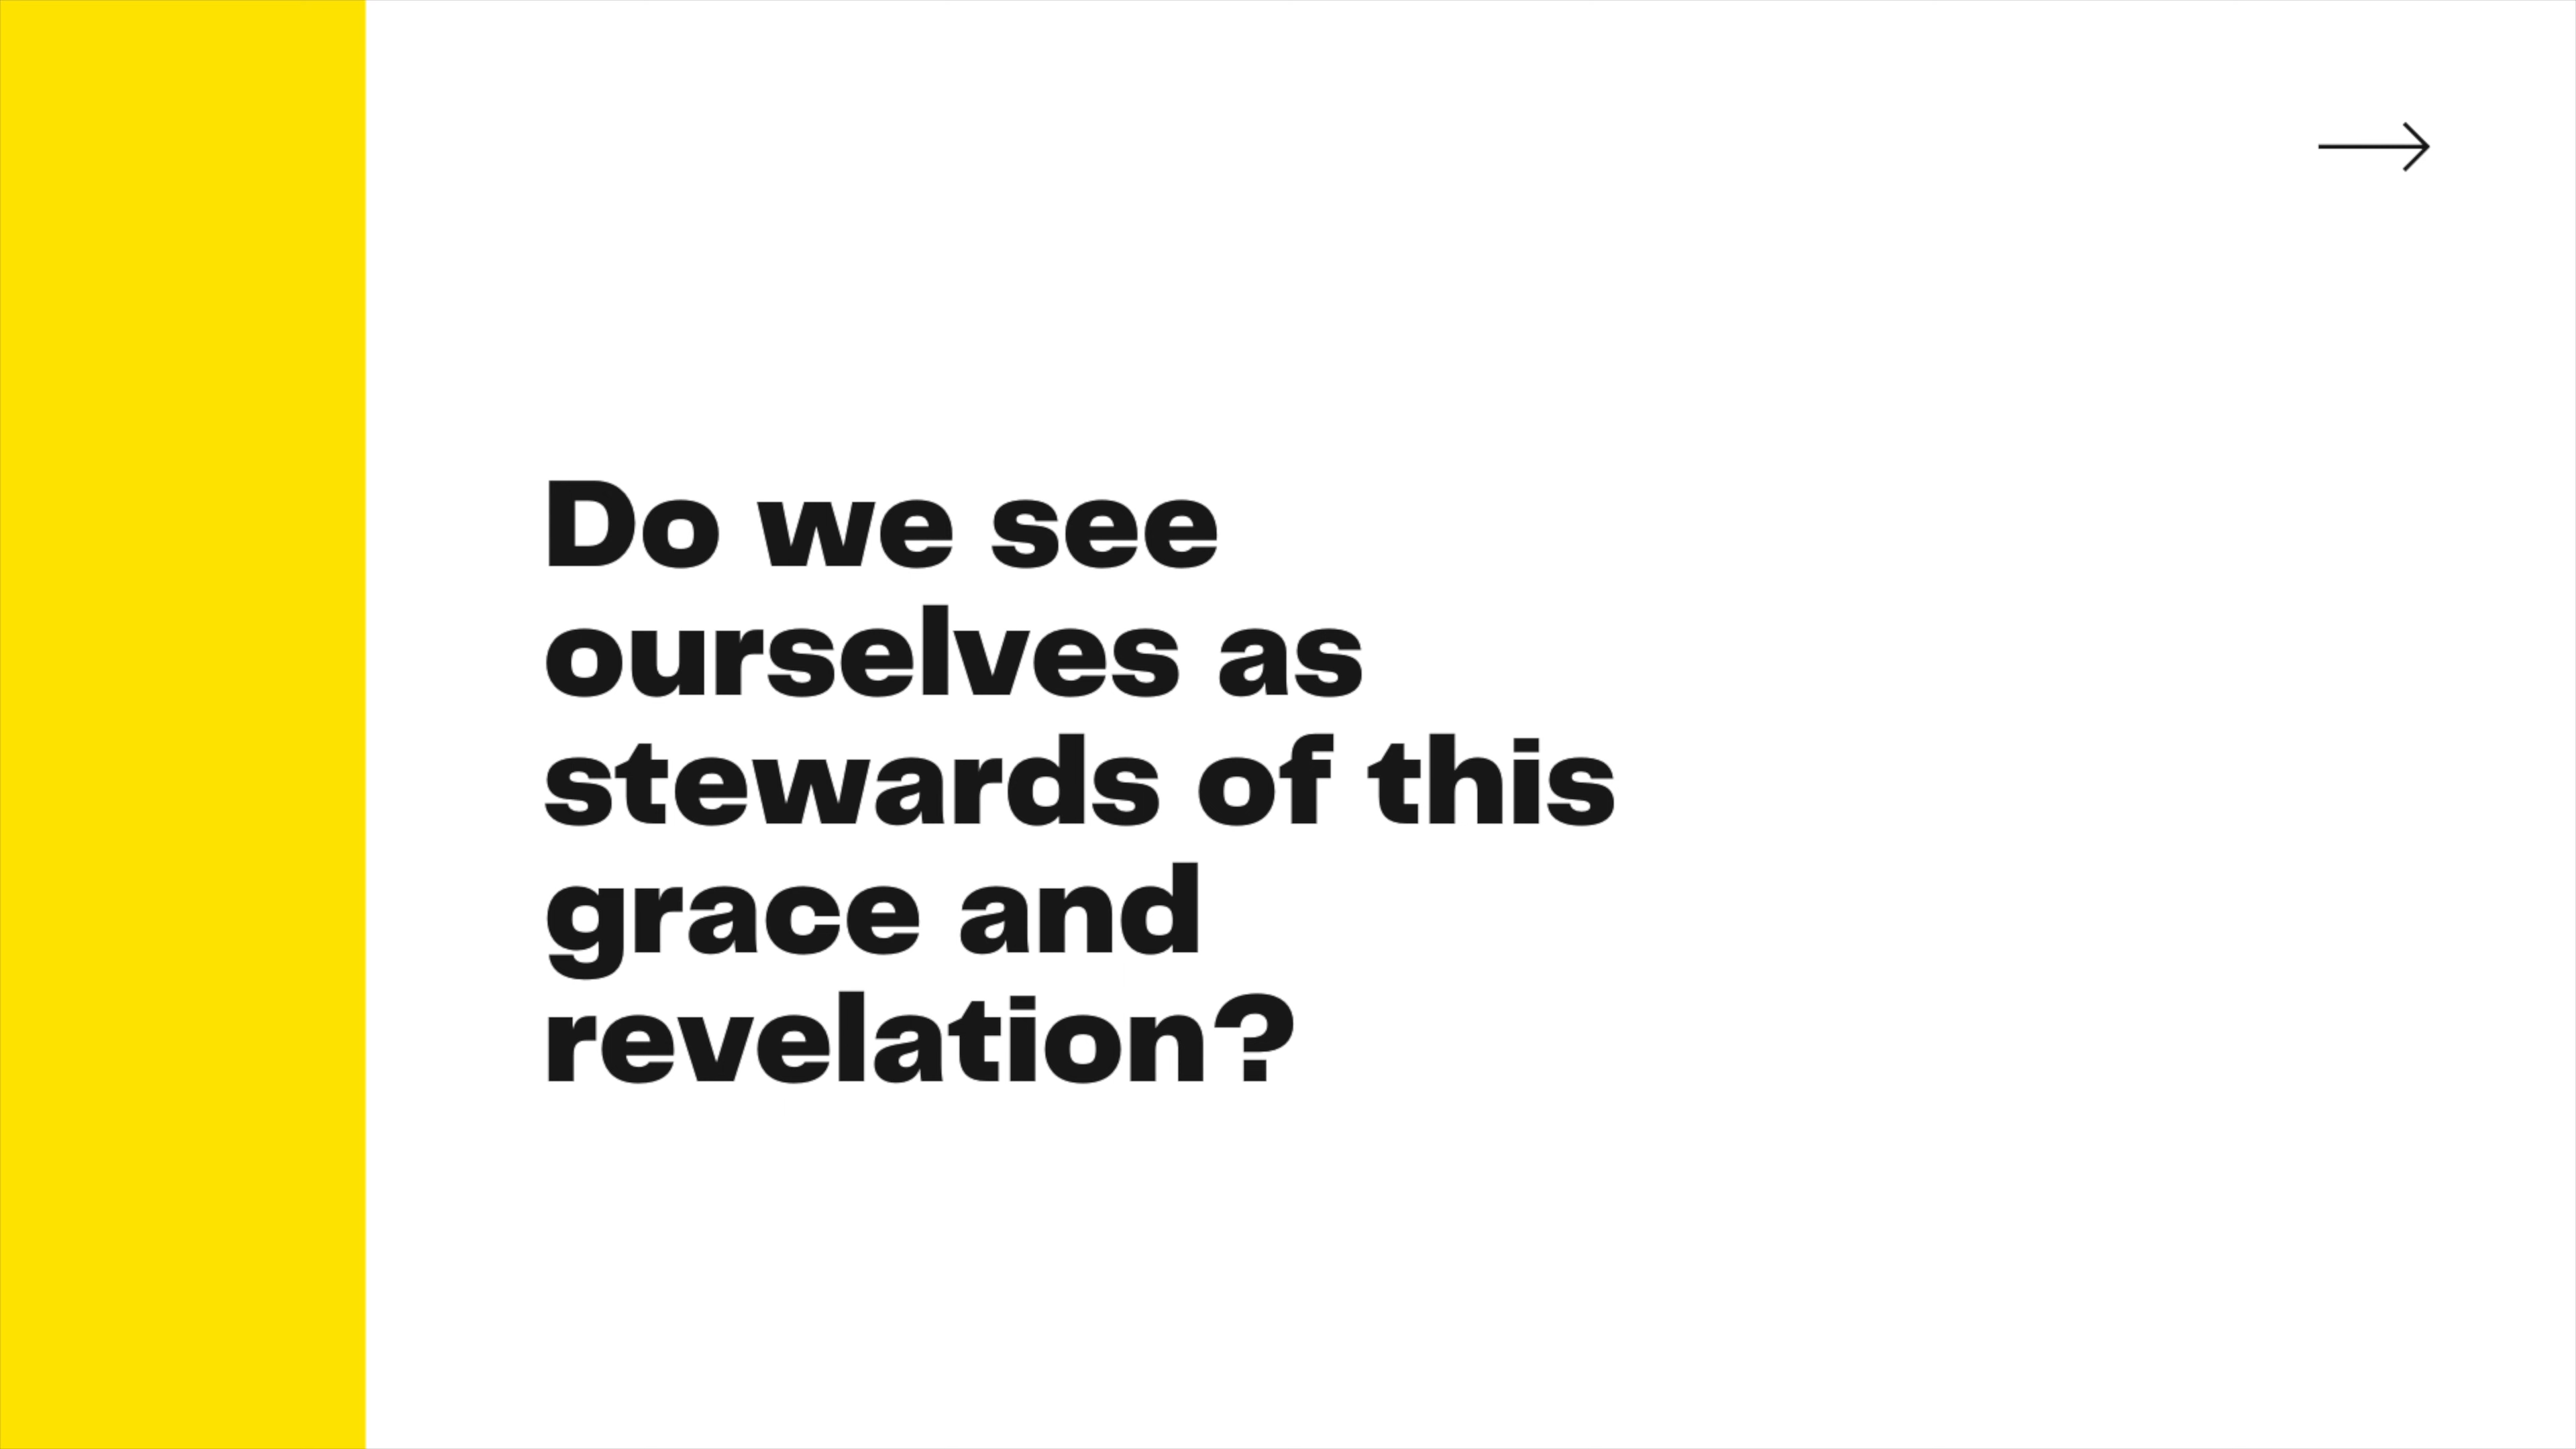 Do we see
ourselves as
stewards of this
grace and
revelation?